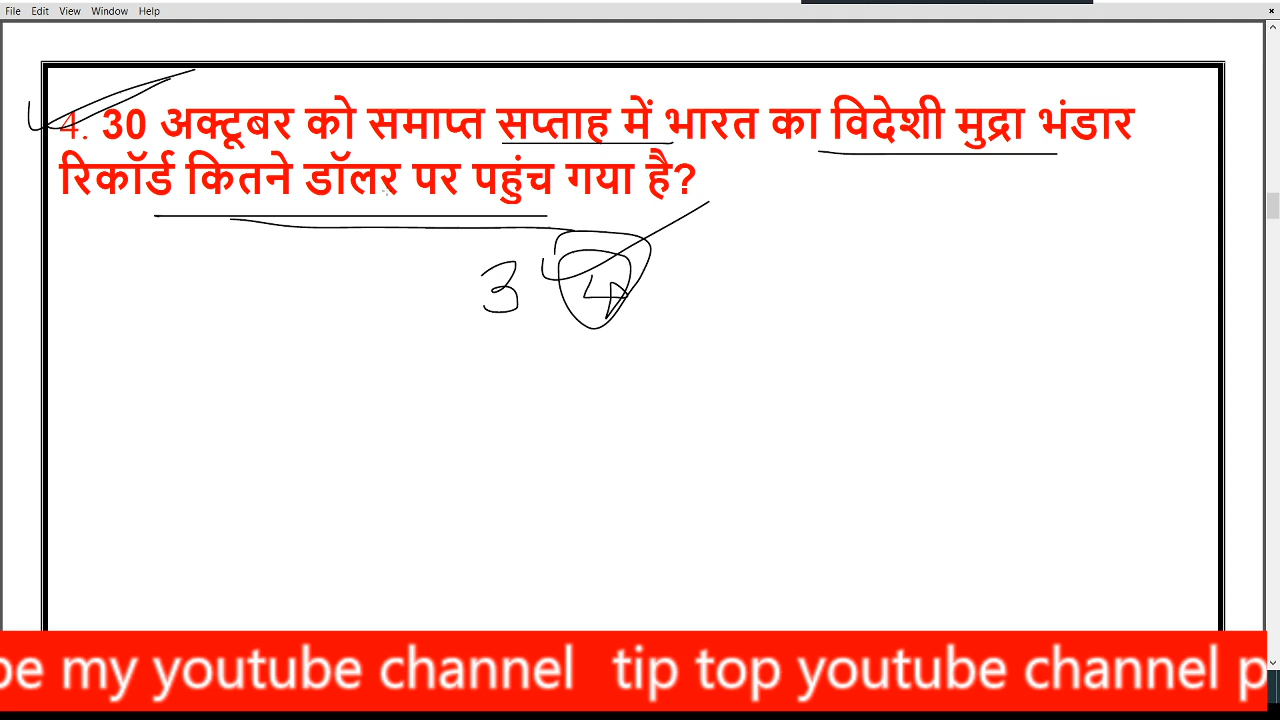 File Edit View Window Help
4. 30 अक्टूबर को समाप्त सप्ताह में भारत का विदेशी मुद्रा भंडार
रिकॉर्ड कितने डॉलर पर पहुंच गया है?
3 4
be my youtube channel tip top youtube channel p